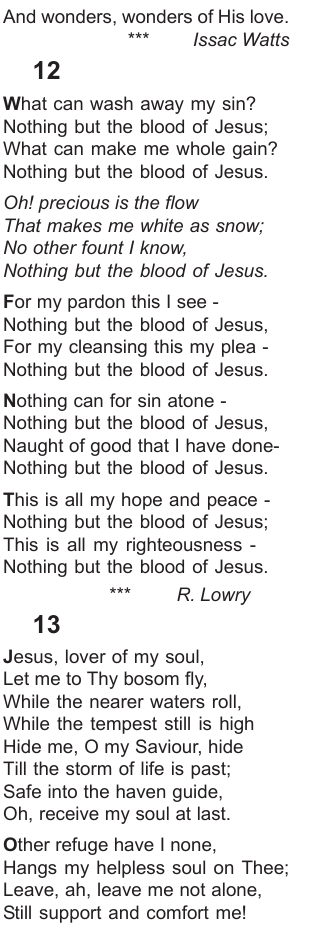 And wonders, wonders of His love.
*** Issac Watts
12
What can wash away my sin?
Nothing but the blood of Jesus;
What can make me whole gain?
Nothing but the blood of Jesus.
Oh! precious is the flow
That makes me white as snow;
No other fount I know,
Nothing but the blood of Jesus.
For my pardon this I see -
Nothing but the blood of Jesus,
For my cleansing this my plea -
Nothing but the blood of Jesus.
Nothing can for sin atone -
Nothing but the blood of Jesus,
Naught of good that I have done-
Nothing but the blood of Jesus.
This is all my hope and peace -
Nothing but the blood of Jesus;
This is all my righteousness -
Nothing but the blood of Jesus.
*** R. Lowry
13
Jesus, lover of my soul,
Let me to Thy bosom fly,
While the nearer waters roll,
While the tempest still is high
Hide me, O my Saviour, hide
Till the storm of life is past;
Safe into the haven guide,
Oh, receive my soul at last.
Other refuge have I none,
Hangs my helpless soul on Thee;
Leave, ah, leave me not alone,
Still support and comfort me!